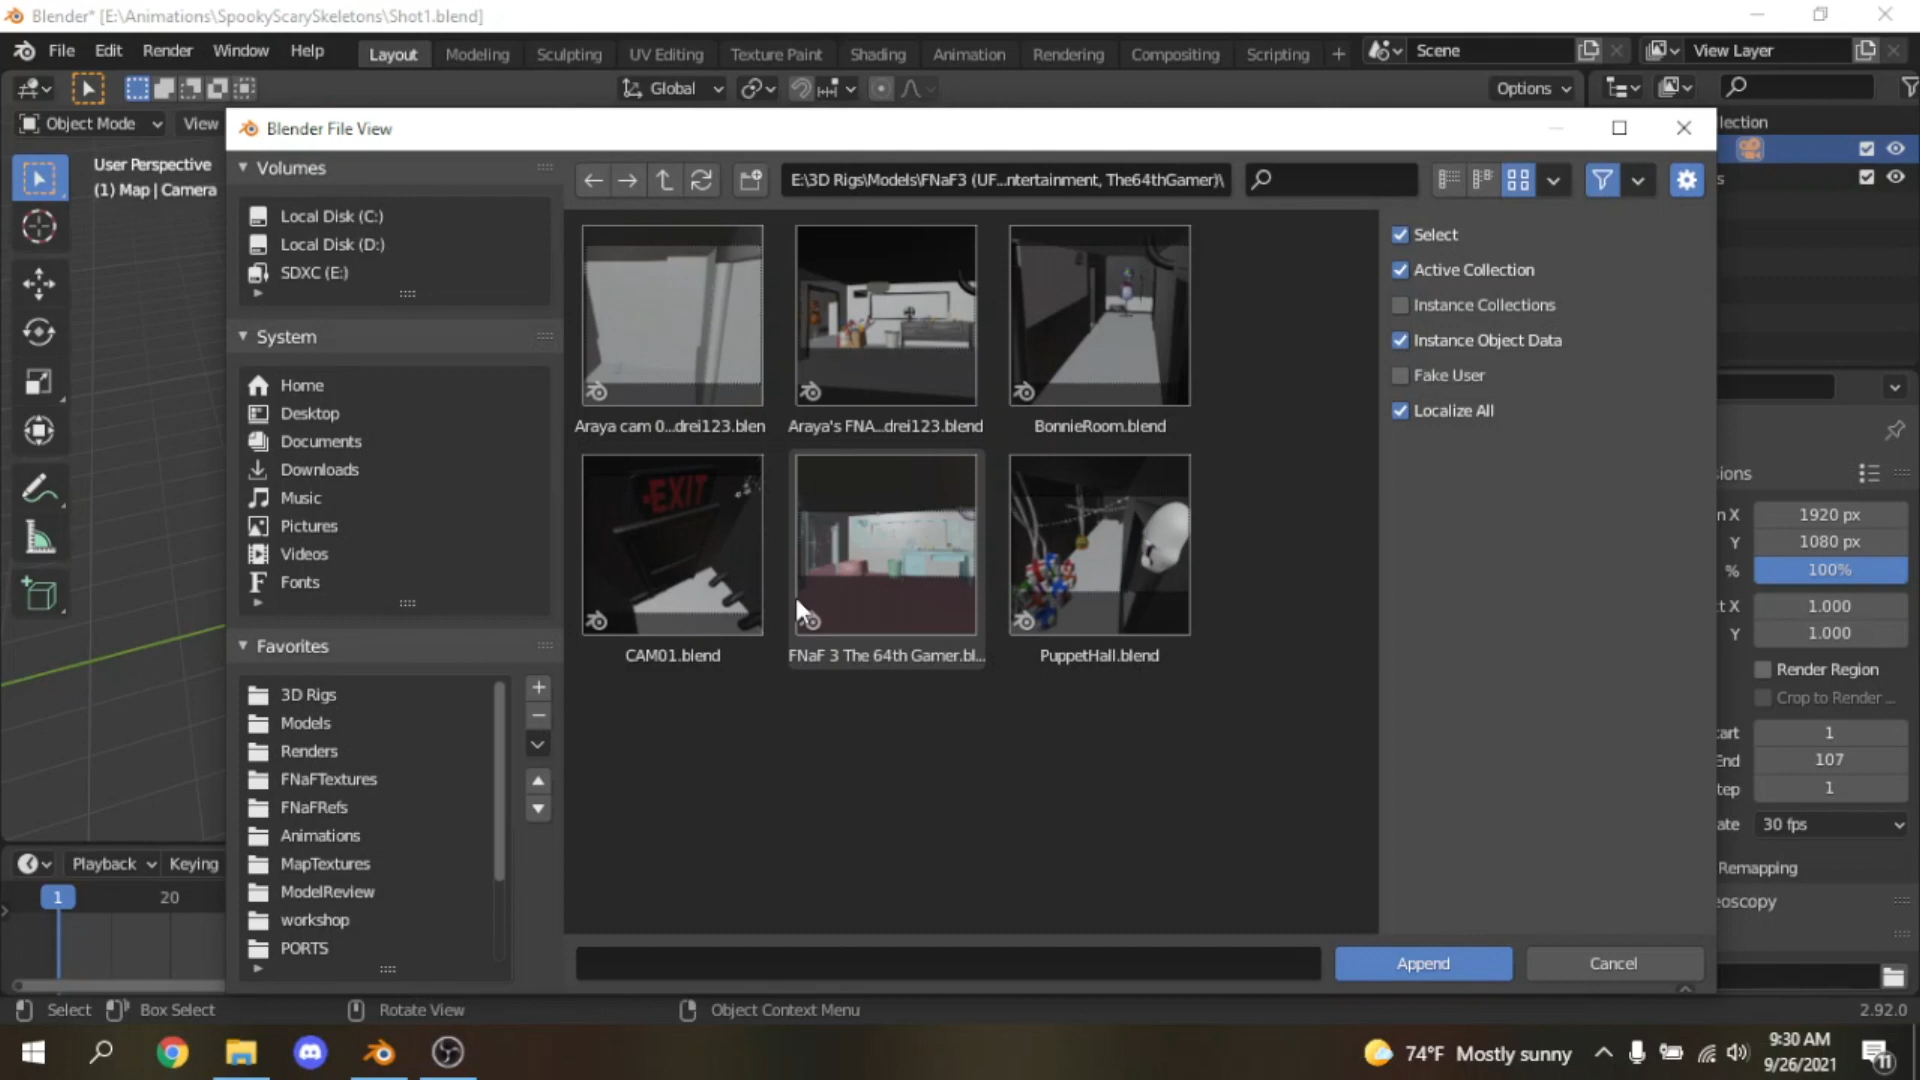 Blender* [E:\Animations\SpookyScarySkeletons\Shot1.blend]
File Edit Render Window Help Layout Modeling Sculpting UV Editing Texture Paint Shading Animation Rendering Compositing Scripting + Scene View Layer
Global Options
Object Mode View
Blender File View
lection
User Perspective
(1) Map | Camera
Volumes
E:\3D Rigs\Models\FNaF3 (UF...ntertainment, The64thGamer)\
s
Local Disk (C:)
Local Disk (D:)
SDXC (E:)
System
Home
Desktop
Documents
Downloads
Music
Pictures
Videos
Fonts
Favorites
3D Rigs
Models
Renders
FNaFTextures
FNaFRefs
Animations
MapTextures
ModelReview
workshop
PORTS
Araya cam 0...drei123.blen
Araya's FNA...drei123.blend
BonnieRoom.blend
EXIT
CAM01.blend
FNaF 3 The 64th Gamer.bl...
PuppetHall.blend
Select
Active Collection
Instance Collections
Instance Object Data
Fake User
Localize All
Append Cancel
ions
n X 1920 px
Y 1080 px
% 100%
t X 1.000
Y 1.000
Render Region
Crop to Render ...
tart 1
End 107
tep 1
ate 30 fps
Remapping
eoscopy
Playback Keying
1 20
Select Box Select Rotate View Object Context Menu 2.92.0
74°F Mostly sunny
9:30 AM
9/26/2021
11